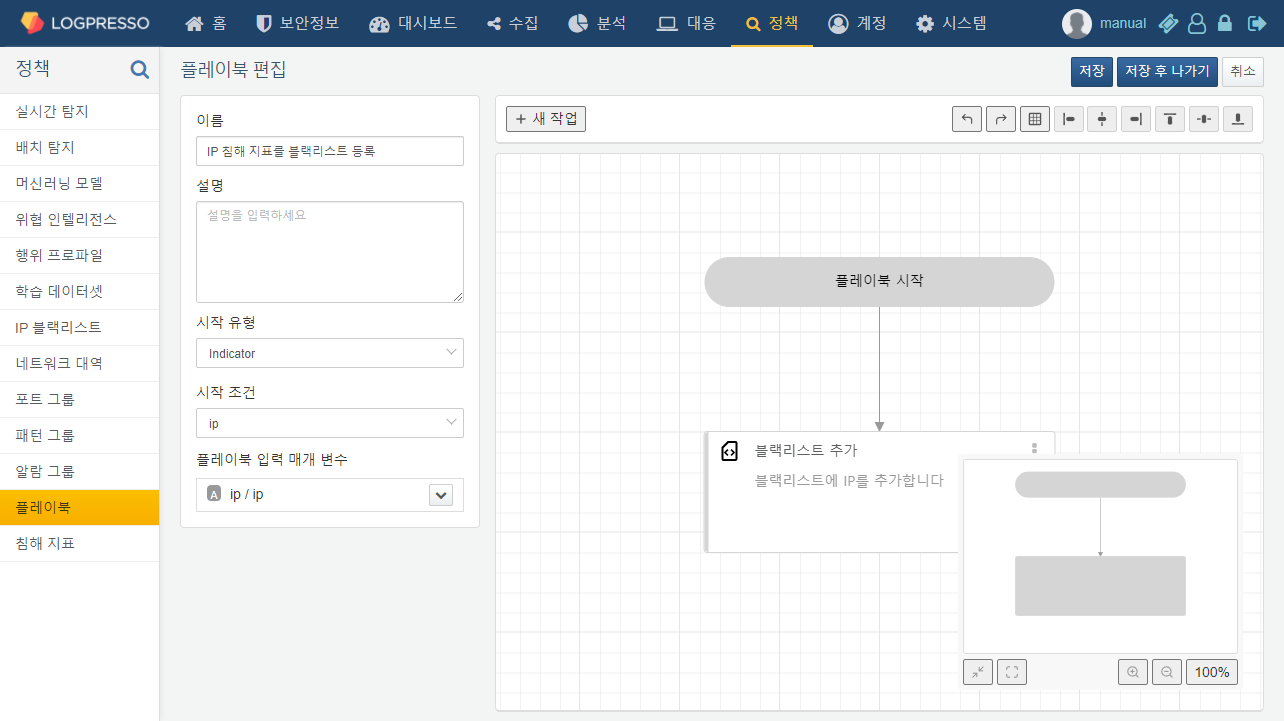 LOGPRESSO 홈 보안정보 대시보드 수집 분석 대응 정책 계정 시스템 manual
정책
실시간 탐지
배치 탐지
머신러닝 모델
위협 인텔리전스
행위 프로파일
학습 데이터셋
IP 블랙리스트
네트워크 대역
포트 그룹
패턴 그룹
알람 그룹
플레이북
침해 지표
플레이북 편집
저장 저장 후 나가기 취소
이름
IP 침해 지표를 블랙리스트 등록
설명
설명을 입력하세요
시작 유형
Indicator
시작 조건
ip
플레이북 입력 매개 변수
A ip / ip
+ 새 작업
플레이북 시작
블랙리스트 추가
블랙리스트에 IP를 추가합니다
100%